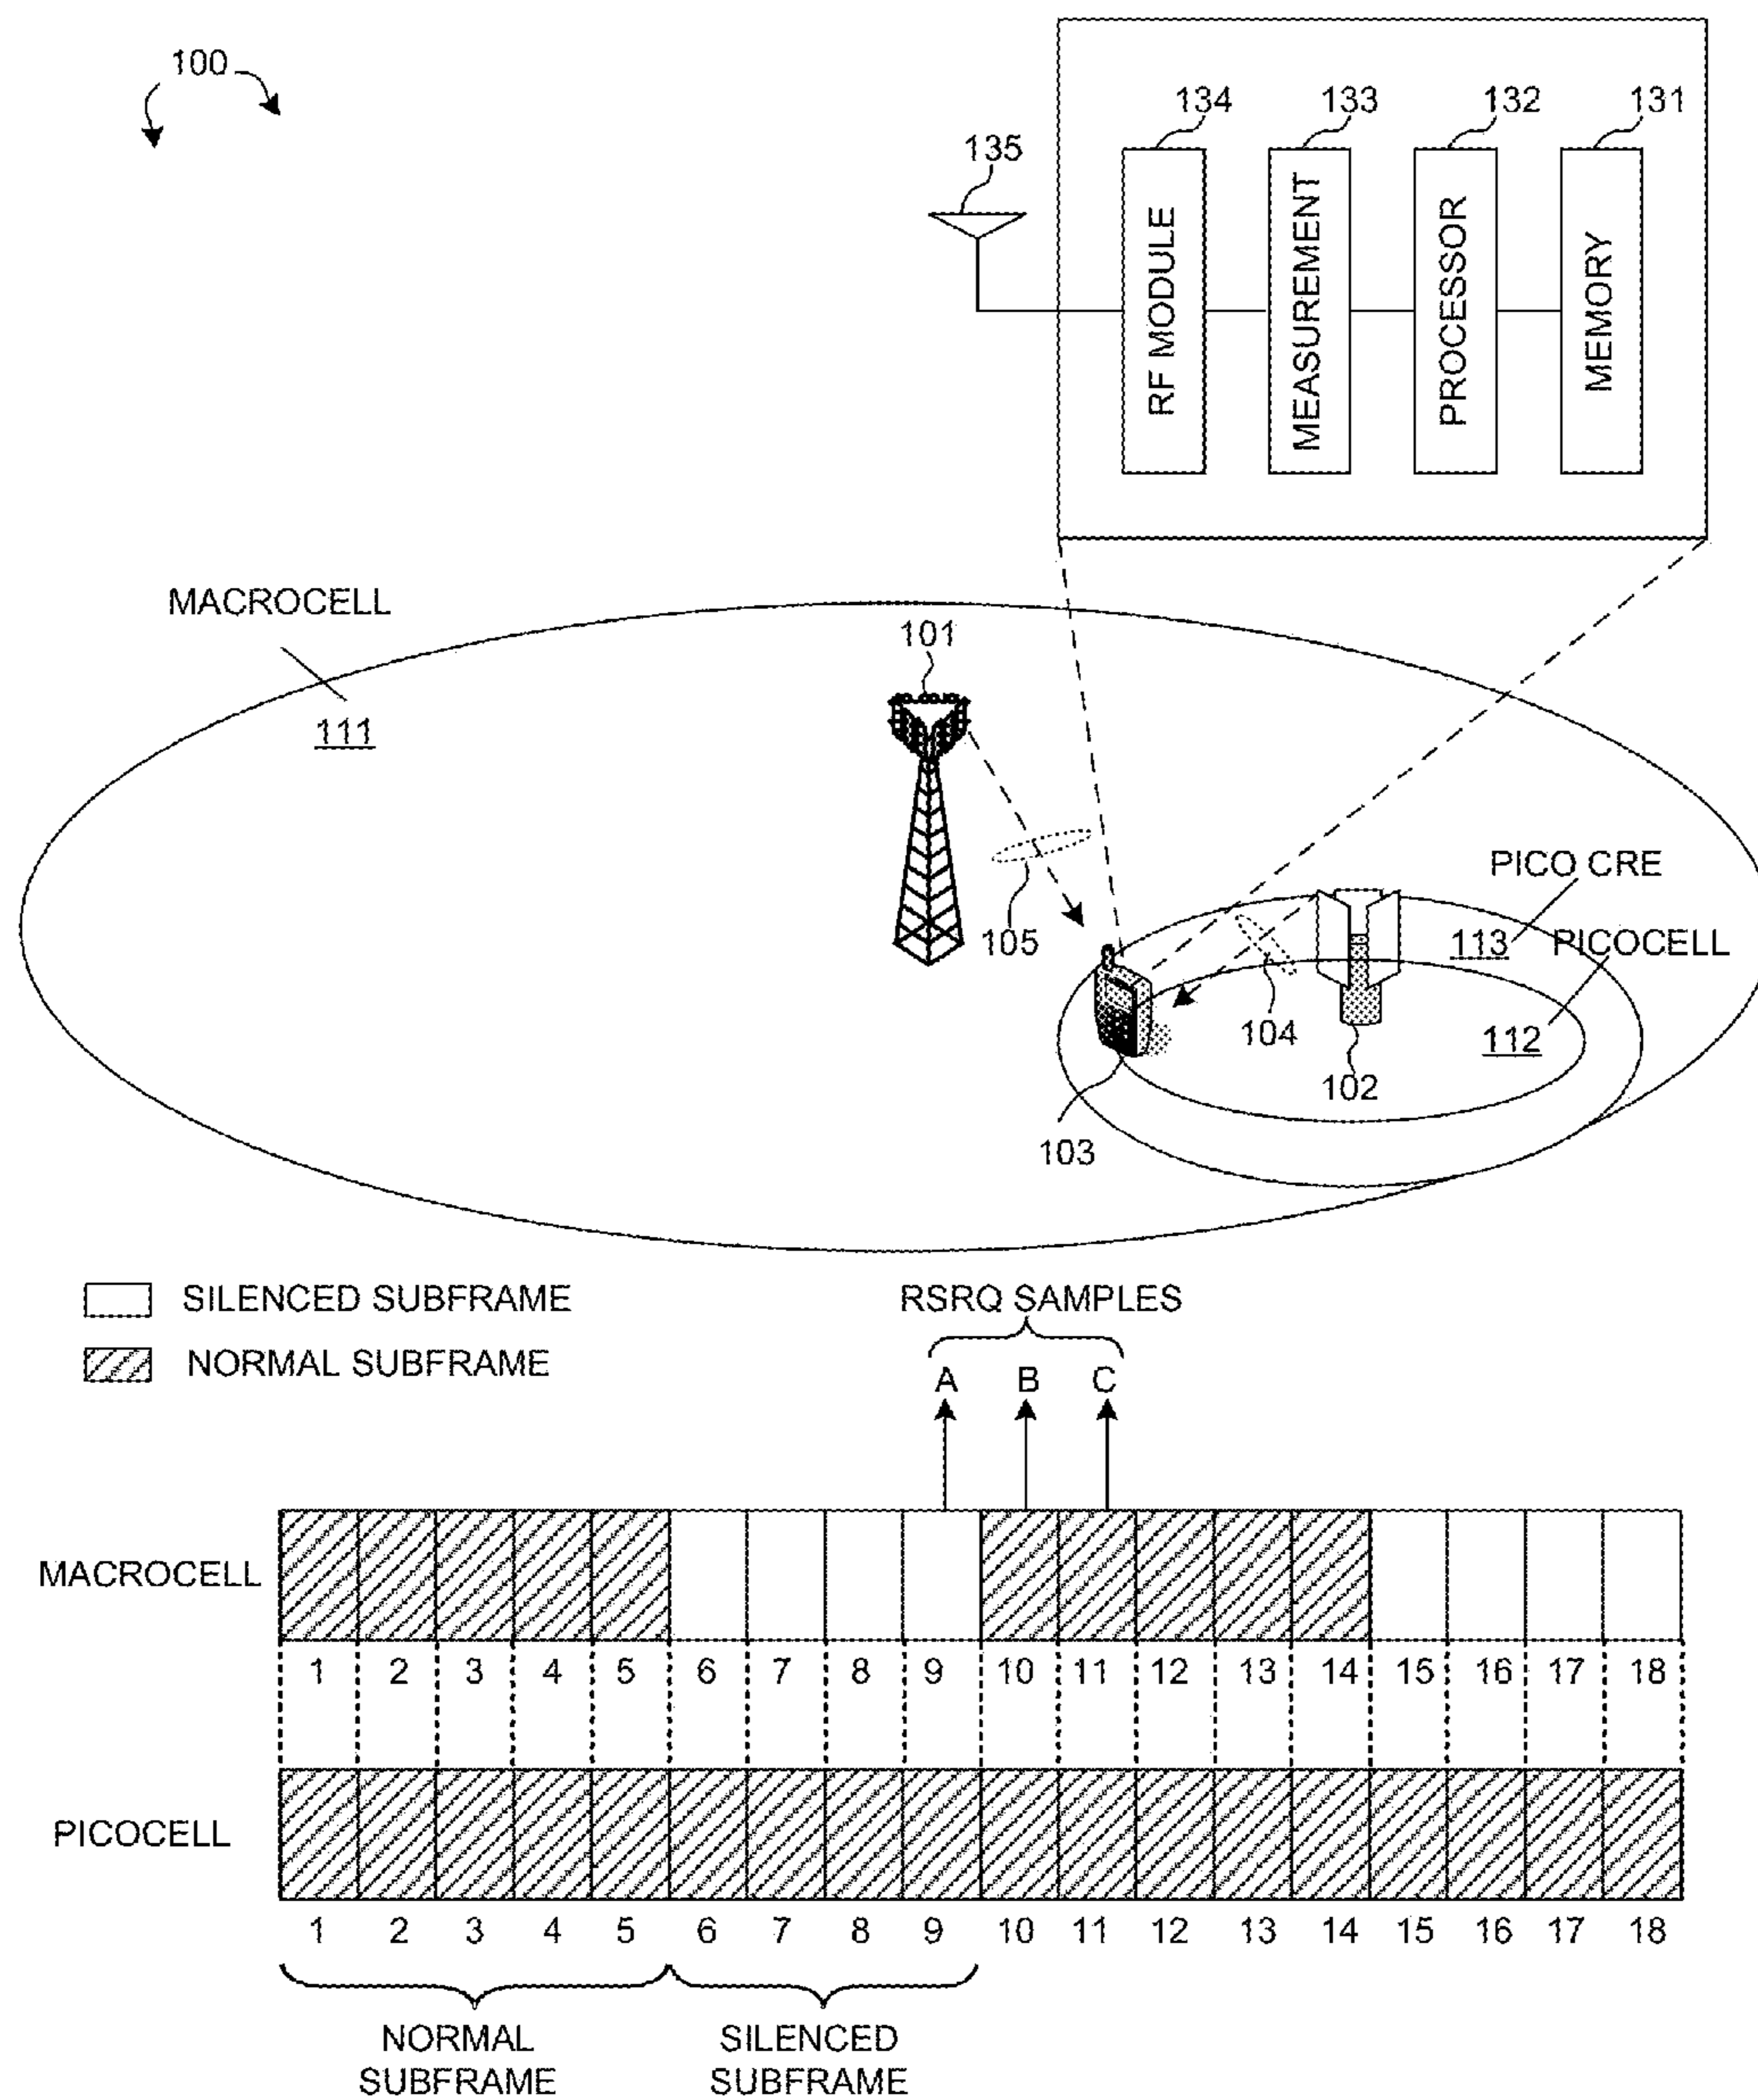 100
134
133
132
131
135
RF MODULE
MEASUREMENT
PROCESSOR
MEMORY
MACROCELL
111
101
105
PICO CRE
113
PICOCELL
104
112
102
103
SILENCED SUBFRAME
NORMAL SUBFRAME
RSRQ SAMPLES
A B C
MACROCELL
1 2 3 4 5 6 7 8 9 10 11 12 13 14 15 16 17 18
PICOCELL
1 2 3 4 5 6 7 8 9 10 11 12 13 14 15 16 17 18
NORMAL
SUBFRAME
SILENCED
SUBFRAME